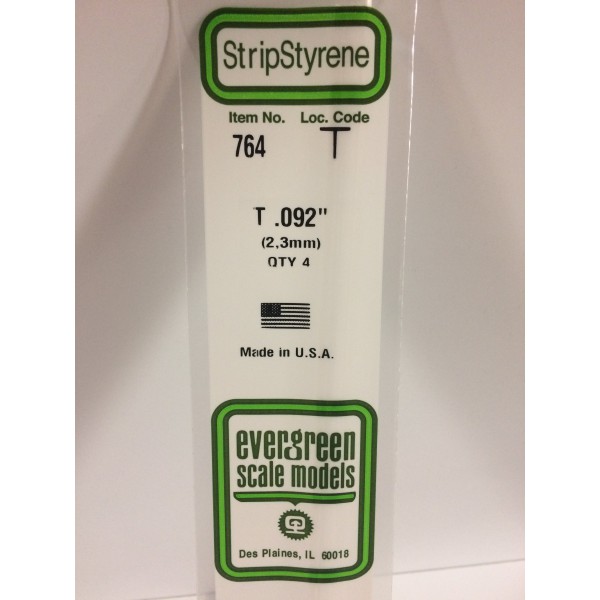 StripStyrene
Item No. Loc. Code
764 T
T .092"
(2,3mm)
QTY 4
Made in U.S.A.
evergreen
scale models
Des Plaines, IL 60018